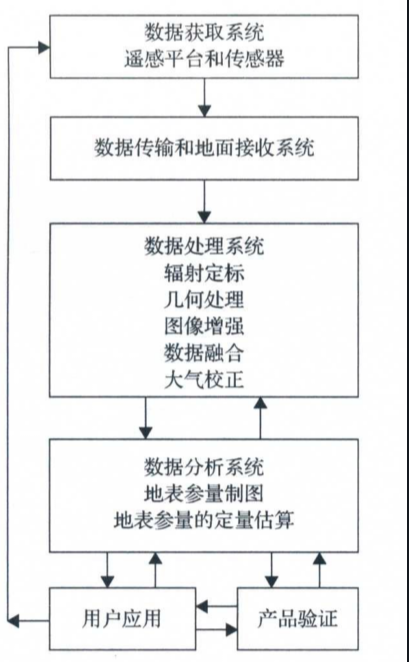 数据获取系统
遥感平台和传感器
数据传输和地面接收系统
数据处理系统
辐射定标
几何处理
图像增强
数据融合
大气校正
数据分析系统
地表参量制图
地表参量的定量估算
用户应用
产品验证